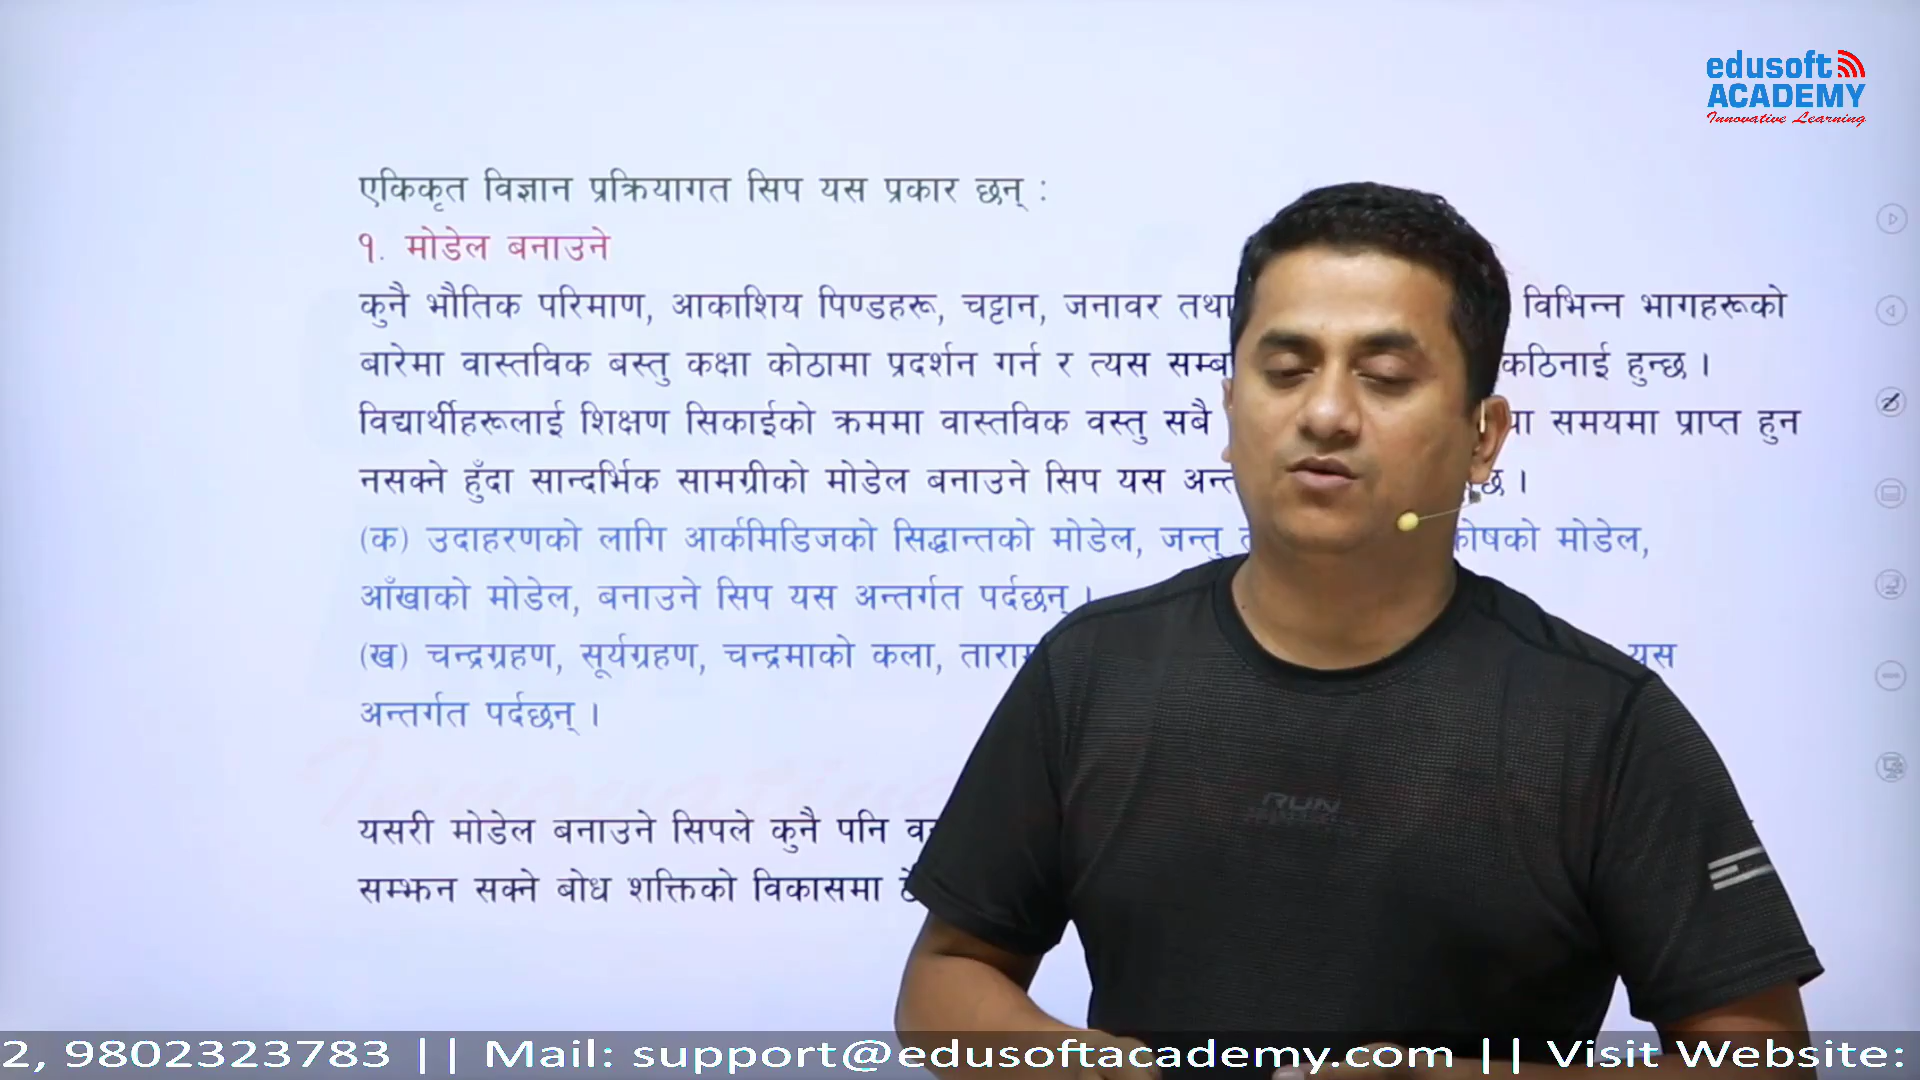 edusoft
ACADEMY
Innovative Learning
एकिकृत विज्ञान प्रक्रियागत सिप यस प्रकार छन् :
१. मोडेल बनाउने
कुनै भौतिक परिमाण, आकाशिय पिण्डहरू, चट्टान, जनावर तथा विभिन्न भागहरूको
बारेमा वास्तविक बस्तु कक्षा कोठामा प्रदर्शन गर्न र त्यस कठिनाई हुन्छ ।
विद्यार्थीहरूलाई शिक्षण सिकाईको क्रममा वास्तविक वस्तु सबै समयमा प्राप्त हुन
नसक्ने हुँदा सान्दर्भिक सामग्रीको मोडेल बनाउने सिप यस
(क) उदाहरणको लागि आर्कमिडिजको सिद्धान्तको मोडेल, जन्तु मोडेल,
आँखाको मोडेल, बनाउने सिप यस अन्तर्गत पर्दछन् ।
(ख) चन्द्रग्रहण, सूर्यग्रहण, चन्द्रमाको कला, यस
अन्तर्गत पर्दछन् ।
यसरी मोडेल बनाउने सिपले कुनै पनि
सम्झन सक्ने बोध शक्तिको विकासमा
RUN
2, 9802323783 || Mail: support@edusoftacademy.com || Visit Website: